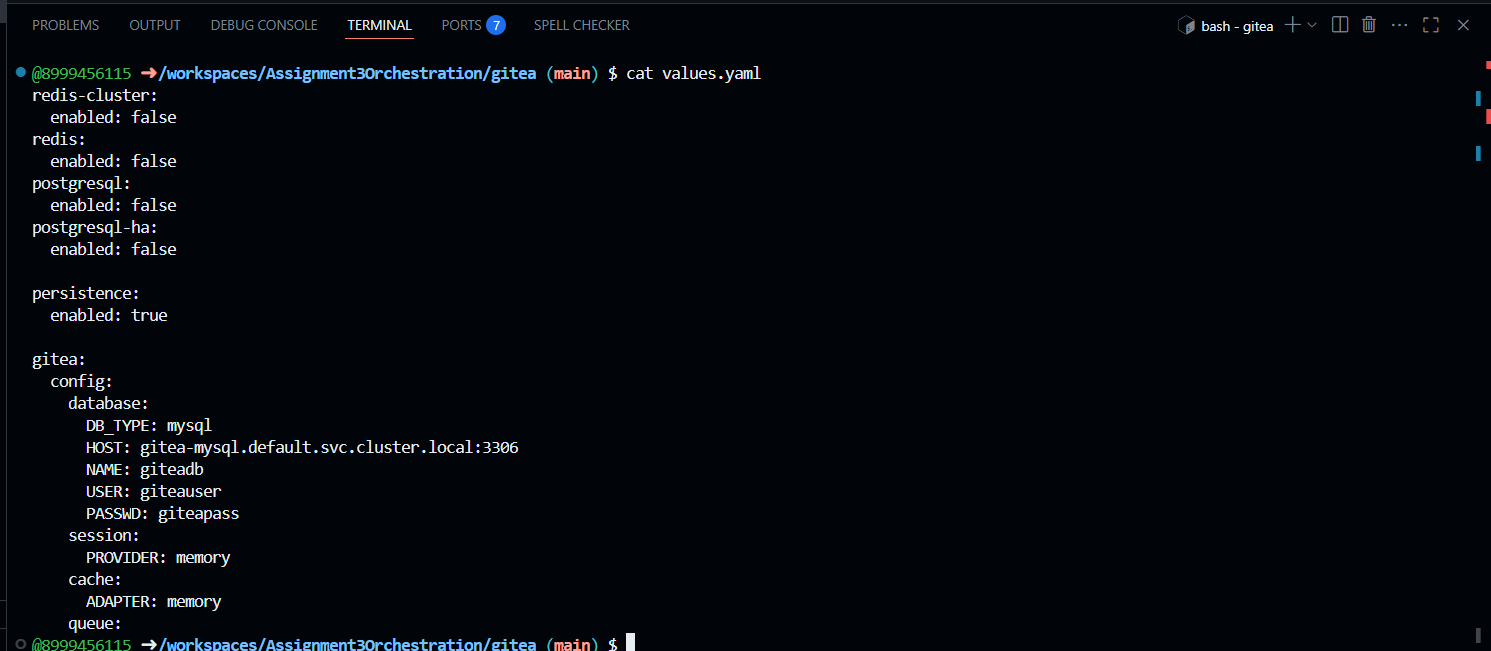 PROBLEMS OUTPUT DEBUG CONSOLE TERMINAL PORTS 7 SPELL CHECKER bash - gitea
@8999456115 ➜/workspaces/Assignment3Orchestration/gitea (main) $ cat values.yaml
redis-cluster:
  enabled: false
redis:
  enabled: false
postgresql:
  enabled: false
postgresql-ha:
  enabled: false

persistence:
  enabled: true

gitea:
  config:
    database:
      DB_TYPE: mysql
      HOST: gitea-mysql.default.svc.cluster.local:3306
      NAME: giteadb
      USER: giteauser
      PASSWD: giteapass
    session:
      PROVIDER: memory
    cache:
      ADAPTER: memory
    queue:
@8999456115 ➜/workspaces/Assignment3Orchestration/gitea (main) $